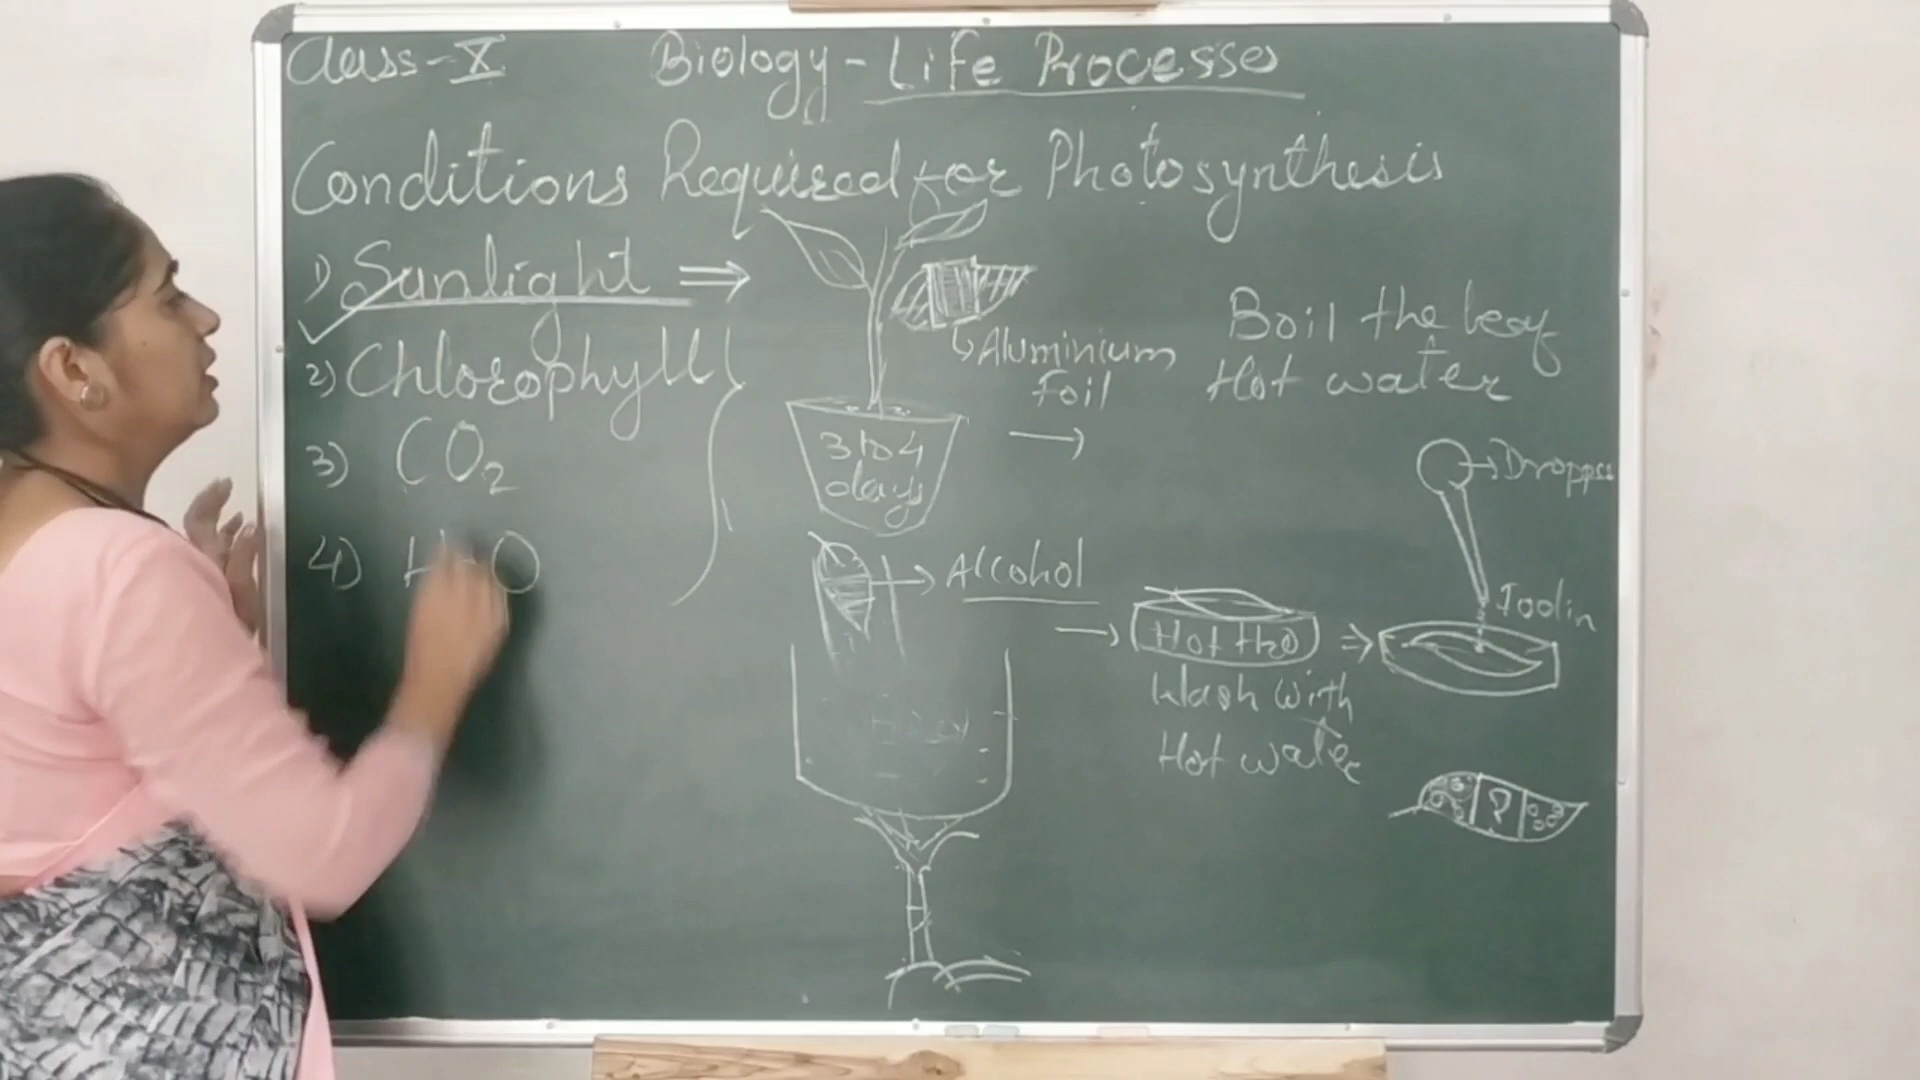 Class - X Biology - Life Processes
Conditions Required for Photosynthesis
1) Sunlight ⇒
2) Chlorophyll
3) CO2
4) H2O
Aluminium
Foil
3 to 4
days
Boil the leaf
Hot water
Dropper
Iodin
Alcohol
Hot H2O
Wash with
Hot water
?